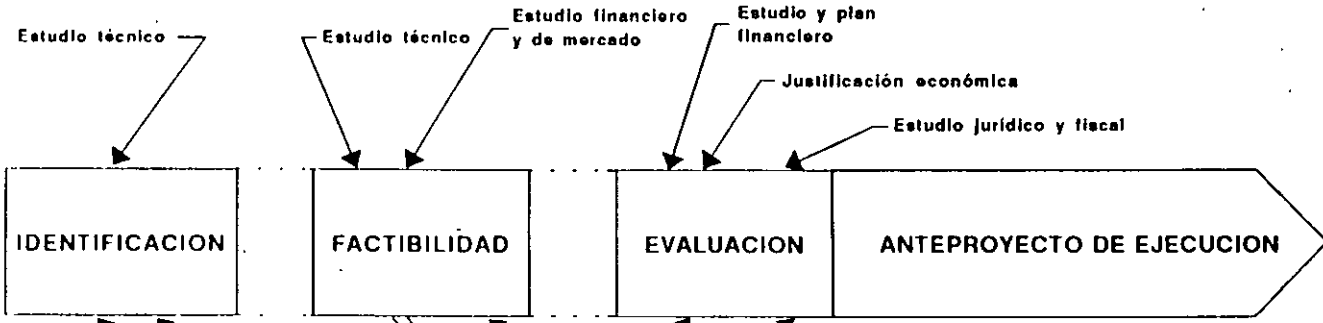 Estudio técnico
Estudio técnico
Estudio financiero
y de mercado
Estudio y plan
financiero
Justificación económica
Estudio jurídico y fiscal
IDENTIFICACION
FACTIBILIDAD
EVALUACION
ANTEPROYECTO DE EJECUCION